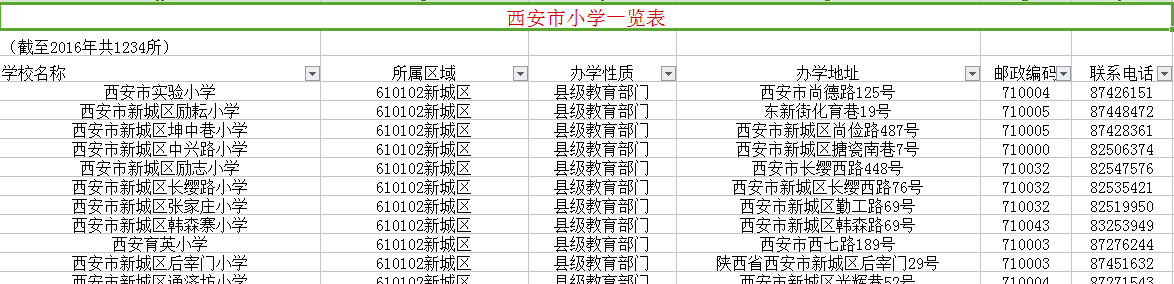 西安市小学一览表
（截至2016年共1234所）
学校名称 所属区域 办学性质 办学地址 邮政编码 联系电话
西安市实验小学 610102新城区 县级教育部门 西安市尚德路125号 710004 87426151
西安市新城区励耘小学 610102新城区 县级教育部门 东新街化育巷19号 710005 87448472
西安市新城区坤中巷小学 610102新城区 县级教育部门 西安市新城区尚俭路487号 710005 87428361
西安市新城区中兴路小学 610102新城区 县级教育部门 西安市新城区搪瓷南巷7号 710000 82506374
西安市新城区励志小学 610102新城区 县级教育部门 西安市长缨西路448号 710032 82547576
西安市新城区长缨路小学 610102新城区 县级教育部门 西安市新城区长缨西路76号 710032 82535421
西安市新城区张家庄小学 610102新城区 县级教育部门 西安市新城区勤工路69号 710032 82519950
西安市新城区韩森寨小学 610102新城区 县级教育部门 西安市新城区韩森路69号 710043 83253949
西安育英小学 610102新城区 县级教育部门 西安市西七路189号 710003 87276244
西安市新城区后宰门小学 610102新城区 县级教育部门 陕西省西安市新城区后宰门29号 710003 87451632
西安市新城区通济坊小学 610102新城区 县级教育部门 西安市新城区光辉巷52号 710004 87271543